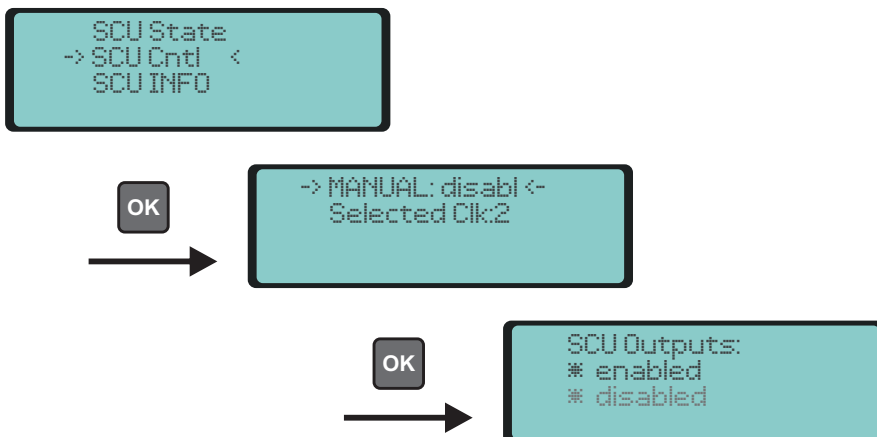 SCU State
-> SCU Cntl <
SCU INFO
OK
-> MANUAL: disabl <-
Selected Clk:2
OK
SCU Outputs:
* enabled
* disabled